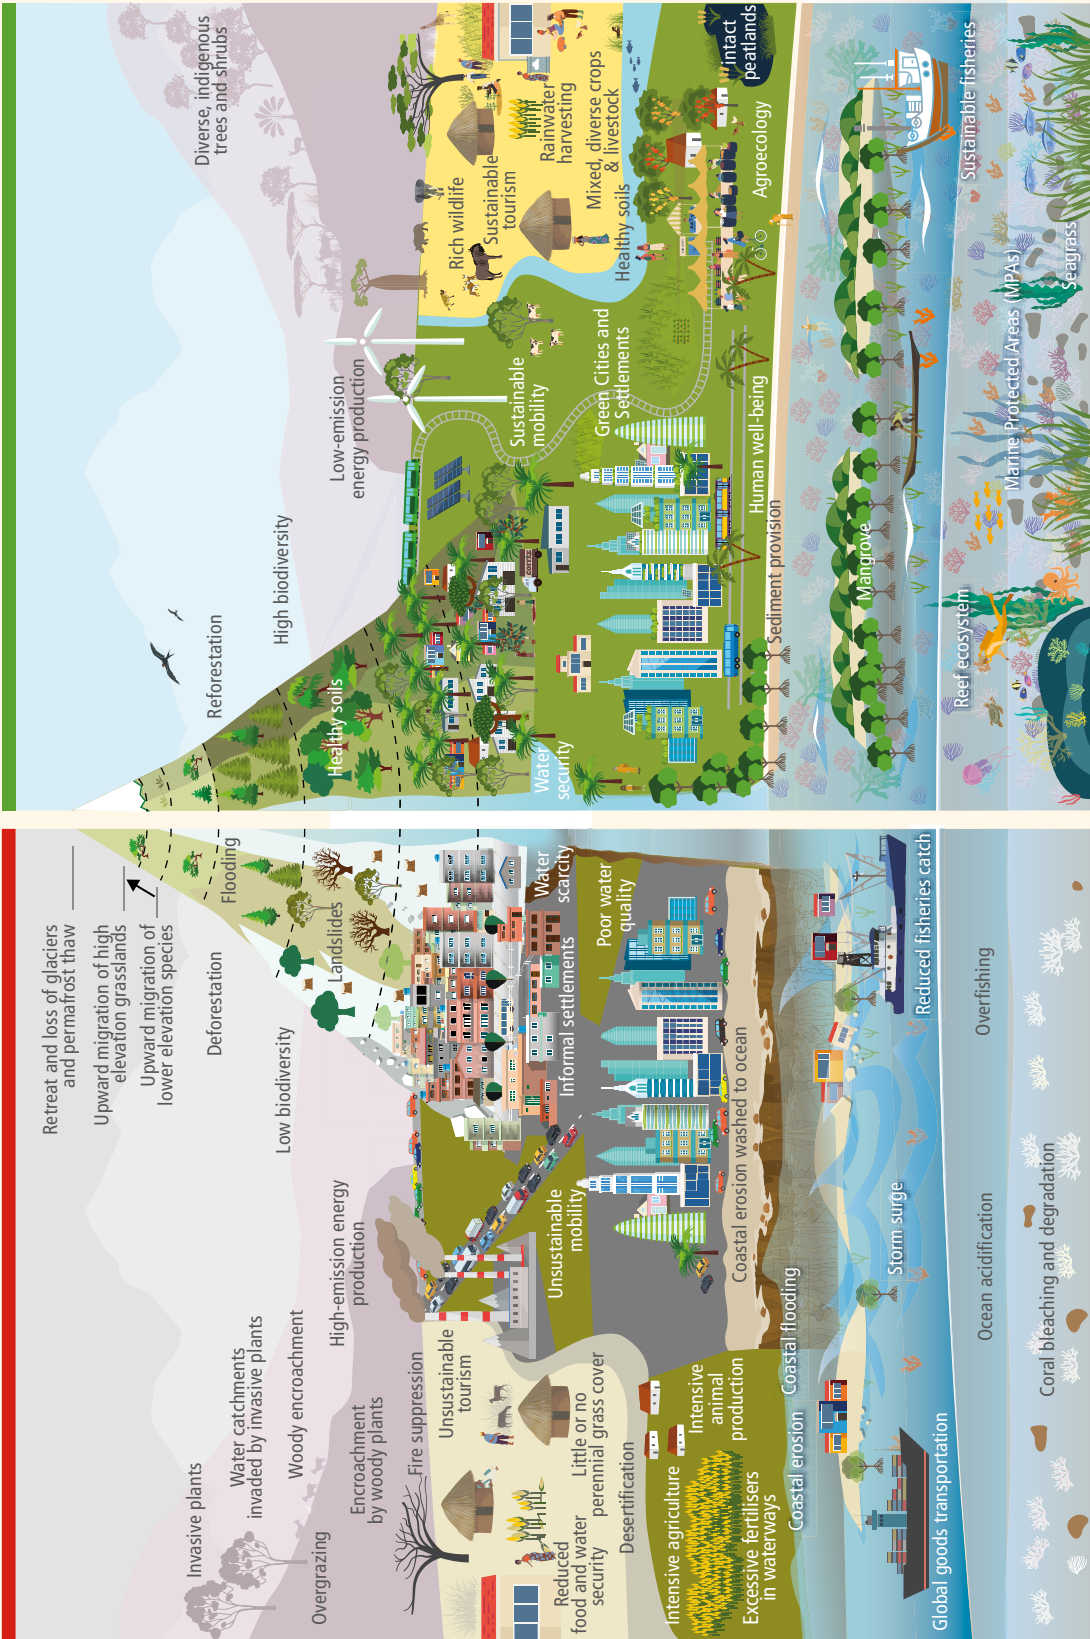 Retreat and loss of glaciers
and permafrost thaw
Upward migration of high
elevation grasslands
Upward migration of
lower elevation species
Invasive plants
Water catchments
invaded by invasive plants
Deforestation
Flooding
Woody encroachment
Low biodiversity
Overgrazing
High-emission energy
production
Landslides
Encroachment
by woody plants
Fire suppression
Unsustainable
tourism
Reduced
food and water
security
Little or no
perennial grass cover
Desertification
Unsustainable
mobility
Informal settlements
Water
scarcity
Poor water
quality
Intensive agriculture
Intensive
animal
production
Excessive fertilisers
in waterways
Coastal erosion washed to ocean
Coastal erosion
Coastal flooding
Storm surge
Reduced fisheries catch
Global goods transportation
Ocean acidification
Overfishing
Coral bleaching and degradation
Diverse, indigenous
trees and shrubs
Reforestation
High biodiversity
Low-emission
energy production
Healthy soils
Rich wildlife
Sustainable
tourism
Rainwater
harvesting
Mixed, diverse crops
& livestock
Healthy soils
Sustainable
mobility
Green Cities and
Settlements
Water
security
Intact
peatlands
Agroecology
Human well-being
Sediment provision
Mangrove
Sustainable fisheries
Reef ecosystem
Marine Protected Areas (MPAs)
Seagrass